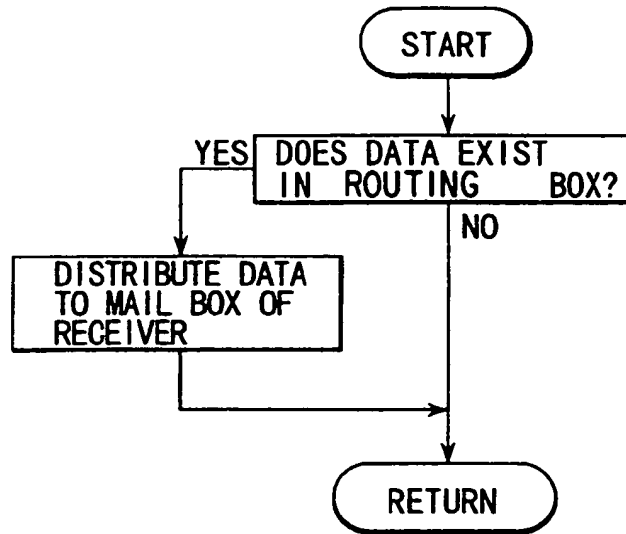 START
YES
DOES DATA EXIST
IN ROUTING BOX?
NO
DISTRIBUTE DATA
TO MAIL BOX OF
RECEIVER
RETURN